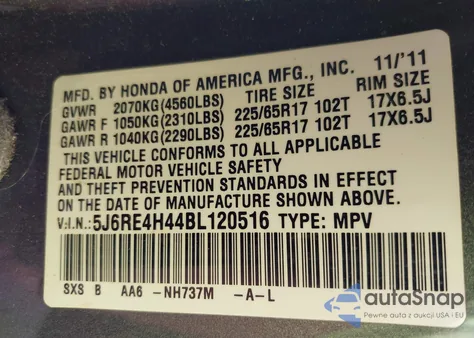 MFD. BY HONDA OF AMERICA MFG., INC. 11/'11
GVWR 2070KG(4560LBS) TIRE SIZE RIM SIZE
GAWR F 1050KG(2310LBS) 225/65R17 102T 17X6.5J
GAWR R 1040KG(2290LBS) 225/65R17 102T 17X6.5J
THIS VEHICLE CONFORMS TO ALL APPLICABLE
FEDERAL MOTOR VEHICLE SAFETY
AND THEFT PREVENTION STANDARDS IN EFFECT
ON THE DATE OF MANUFACTURE SHOWN ABOVE.
V.I.N.: 5J6RE4H44BL120516 TYPE: MPV
SXS B AA6 -NH737M -A-L
autoSnap
Pewne auta z aukcji USA i EU